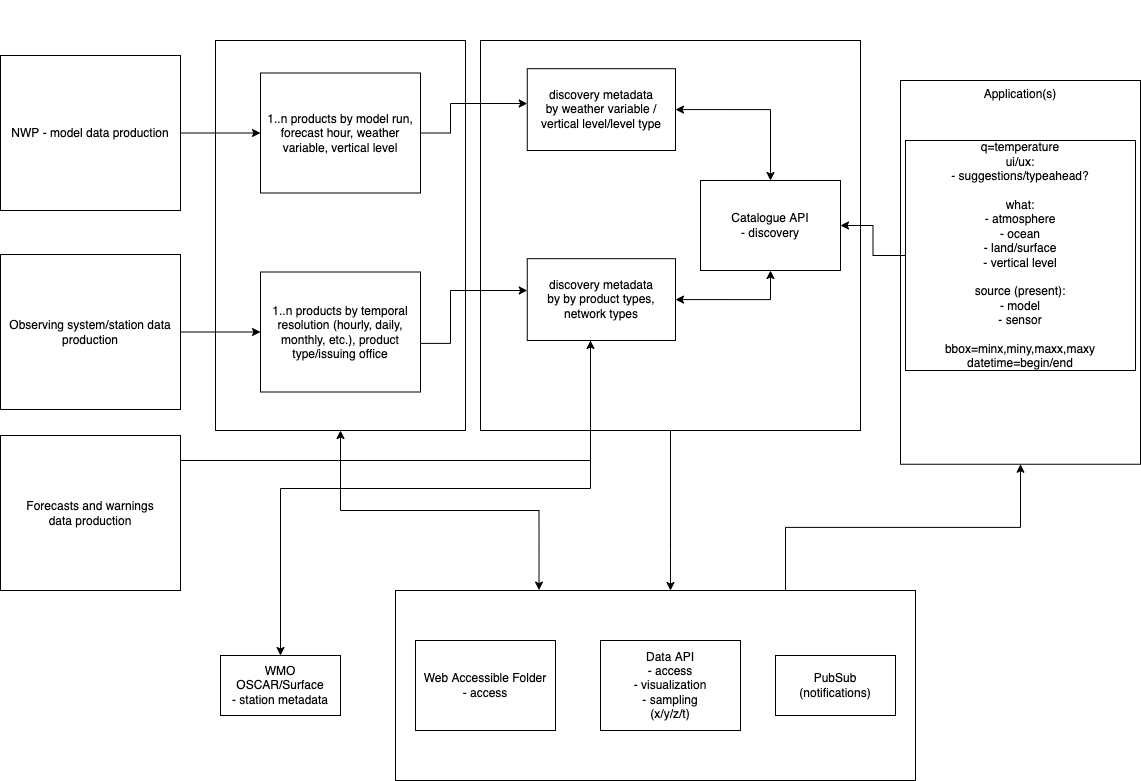 NWP - model data production
1..n products by model run,
forecast hour, weather
variable, vertical level
discovery metadata
by weather variable /
vertical level/level type
Application(s)
q=temperature
ui/ux:
- suggestions/typeahead?
what:
- atmosphere
- ocean
- land/surface
- vertical level
source (present):
- model
- sensor
bbox=minx,miny,maxx,maxy
datetime=begin/end
Catalogue API
- discovery
Observing system/station data
production
1..n products by temporal
resolution (hourly, daily,
monthly, etc.), product
type/issuing office
discovery metadata
by by product types,
network types
Forecasts and warnings
data production
WMO
OSCAR/Surface
- station metadata
Web Accessible Folder
- access
Data API
- access
- visualization
- sampling
(x/y/z/t)
PubSub
(notifications)